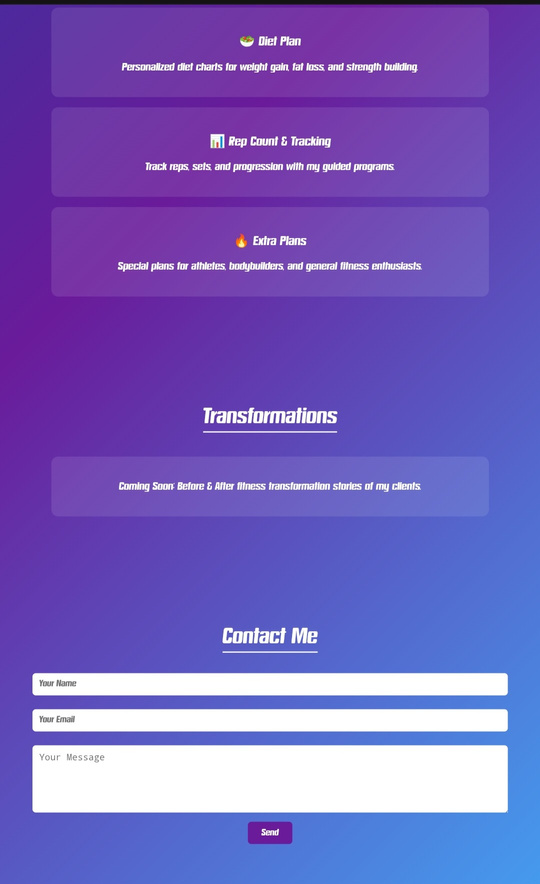 🥗 Diet Plan
Personalized diet charts for weight gain, fat loss, and strength building.
📊 Rep Count & Tracking
Track reps, sets, and progression with my guided programs.
🔥 Extra Plans
Special plans for athletes, bodybuilders, and general fitness enthusiasts.
Transformations
Coming Soon: Before & After fitness transformation stories of my clients.
Contact Me
Your Name
Your Email
Your Message
Send